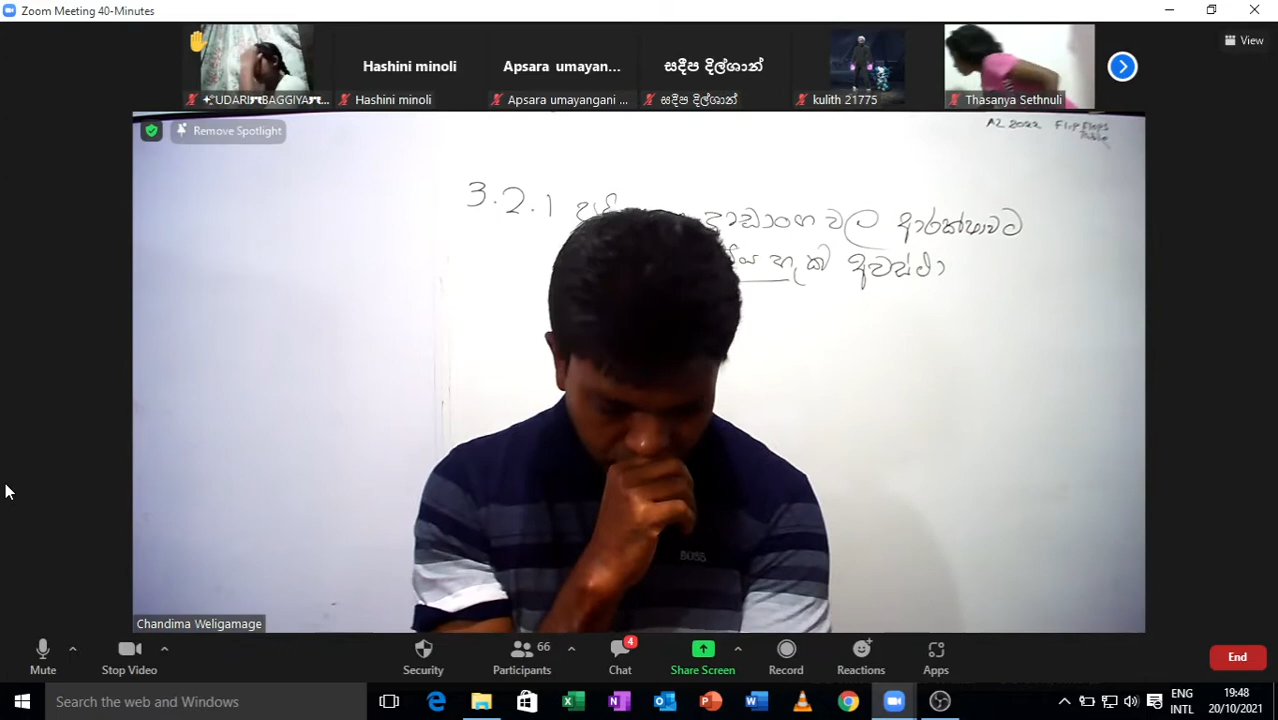 Zoom Meeting 40-Minutes
View
Hashini minoli
Apsara umayan...
සදීප දිල්ශාන්
UDARI BAGGIYA ...
Hashini minoli
Apsara umayangani ...
සදීප දිල්ශාන්
kulith 21775
Thasanya Sethnuli
Remove Spotlight
A/L 2022 Flip Flops
3.2.1 දෘඩාංග වල ආරක්ෂාවට
හැකි අවස්ථා
BOSS
Chandima Weligamage
Mute
Stop Video
Security
Participants 66
Chat 4
Share Screen
Record
Reactions
Apps
End
Search the web and Windows
ENG
INTL
19:48
20/10/2021